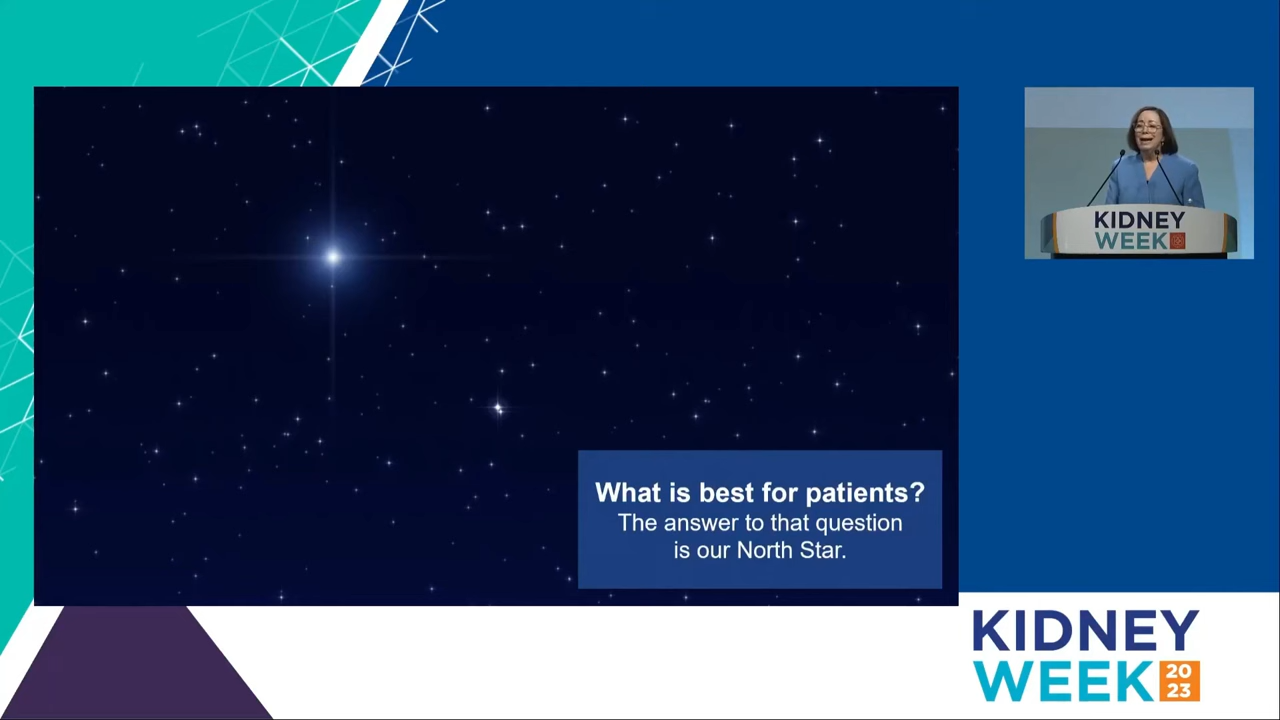 KIDNEY
WEEK
What is best for patients?
The answer to that question
is our North Star.
KIDNEY
WEEK 20
23